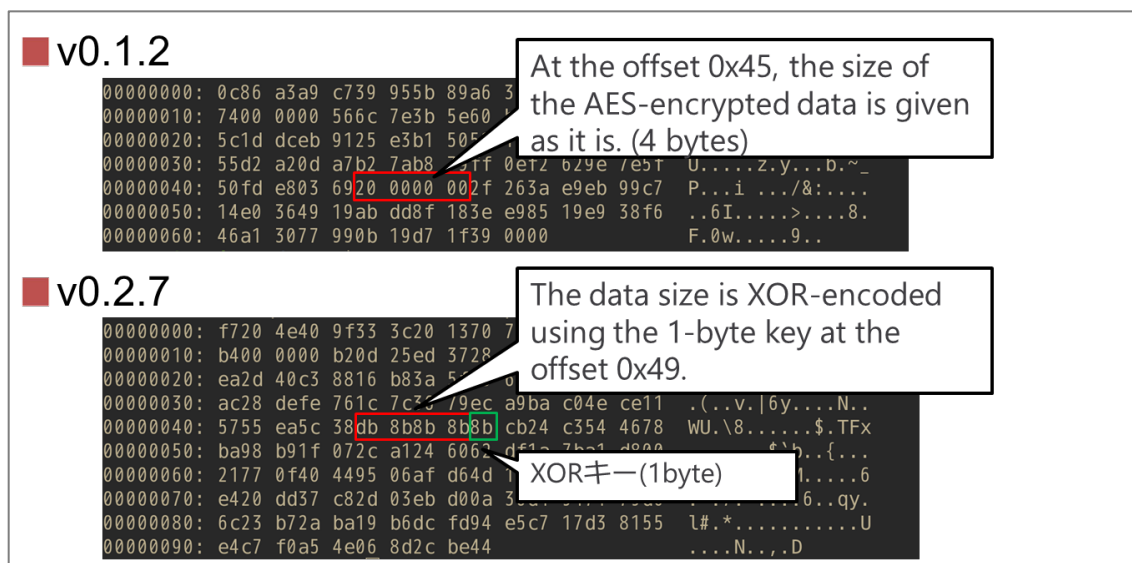 v0.1.2
At the offset 0x45, the size of
the AES-encrypted data is given
as it is. (4 bytes)
00000000: 0c86 a3a9 c739 955b 89a6
00000010: 7400 0000 566c 7e3b 5e60
00000020: 5c1d dceb 9125 e3b1
00000030: 55d2 a20d a7b2 7ab8 0ef2 629e 7e5f U.....z.y...b.~_
00000040: 50fd e803 6920 0000 002f 263a e9eb 99c7 P...i .../&:....
00000050: 14e0 3649 19ab dd8f 183e e985 19e9 38f6 ..6I.....>....8.
00000060: 46a1 3077 990b 19d7 1f39 0000 F.0w.....9..
v0.2.7
The data size is XOR-encoded
using the 1-byte key at the
offset 0x49.
00000000: f720 4e40 9f33 3c20 1370
00000010: b400 0000 b20d 25ed 3728
00000020: ea2d 40c3 8816 b83a
00000030: ac28 defe 761c 7c36 79ec a9ba c04e ce11 .(..v.|6y....N..
00000040: 5755 ea5c 38db 8b8b 8b8b cb24 c354 4678 WU.\8......$.TFx
00000050: ba98 b91f 072c a124
00000060: 2177 0f40 4495 06af d64d
00000070: e420 dd37 c82d 03eb d00a
00000080: 6c23 b72a ba19 b6dc fd94 e5c7 17d3 8155 l#.*...........U
00000090: e4c7 f0a5 4e06 8d2c be44 ....N..,.D
XORキー(1byte)